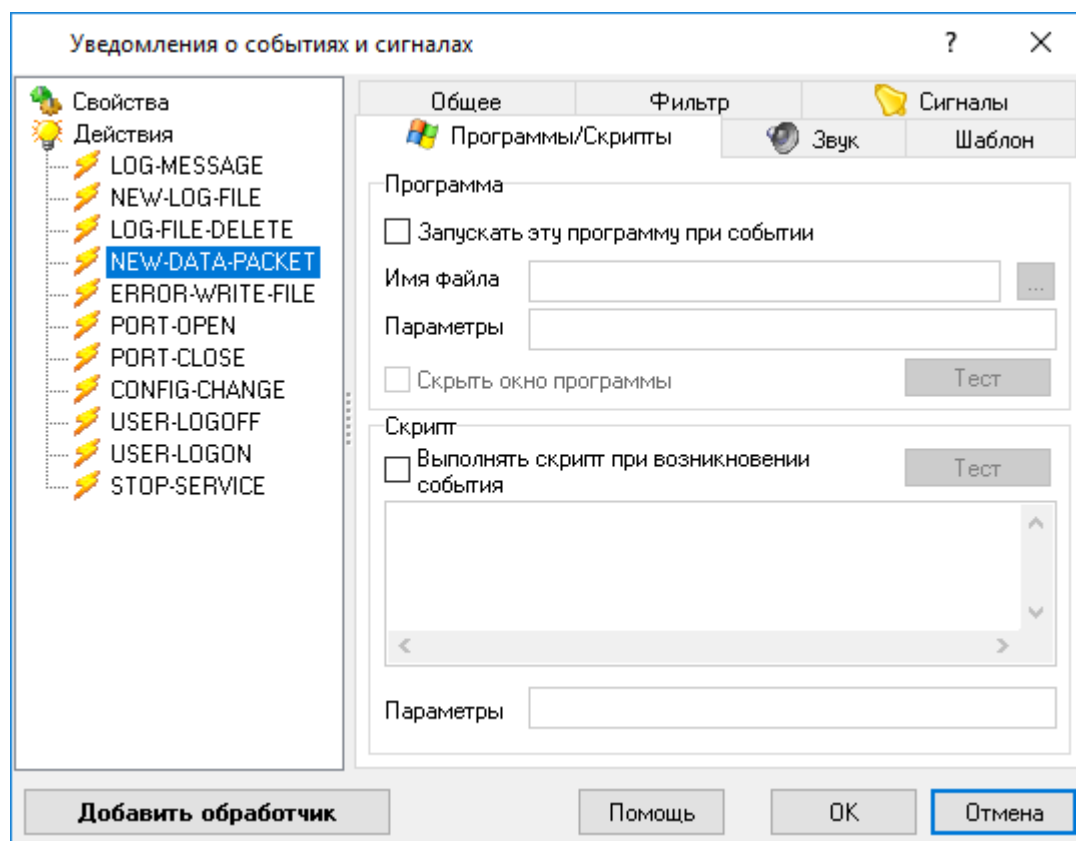 Уведомления о событиях и сигналах
?
Свойства
Действия
LOG-MESSAGE
NEW-LOG-FILE
LOG-FILE-DELETE
NEW-DATA-PACKET
ERROR-WRITE-FILE
PORT-OPEN
PORT-CLOSE
CONFIG-CHANGE
USER-LOGOFF
USER-LOGON
STOP-SERVICE
Общее
Фильтр
Сигналы
Программы/Скрипты
Звук
Шаблон
Программа
Запускать эту программу при событии
Имя файла
...
Параметры
Скрыть окно программы
Тест
Скрипт
Выполнять скрипт при возникновении
события
Тест
Параметры
Добавить обработчик
Помощь
OK
Отмена